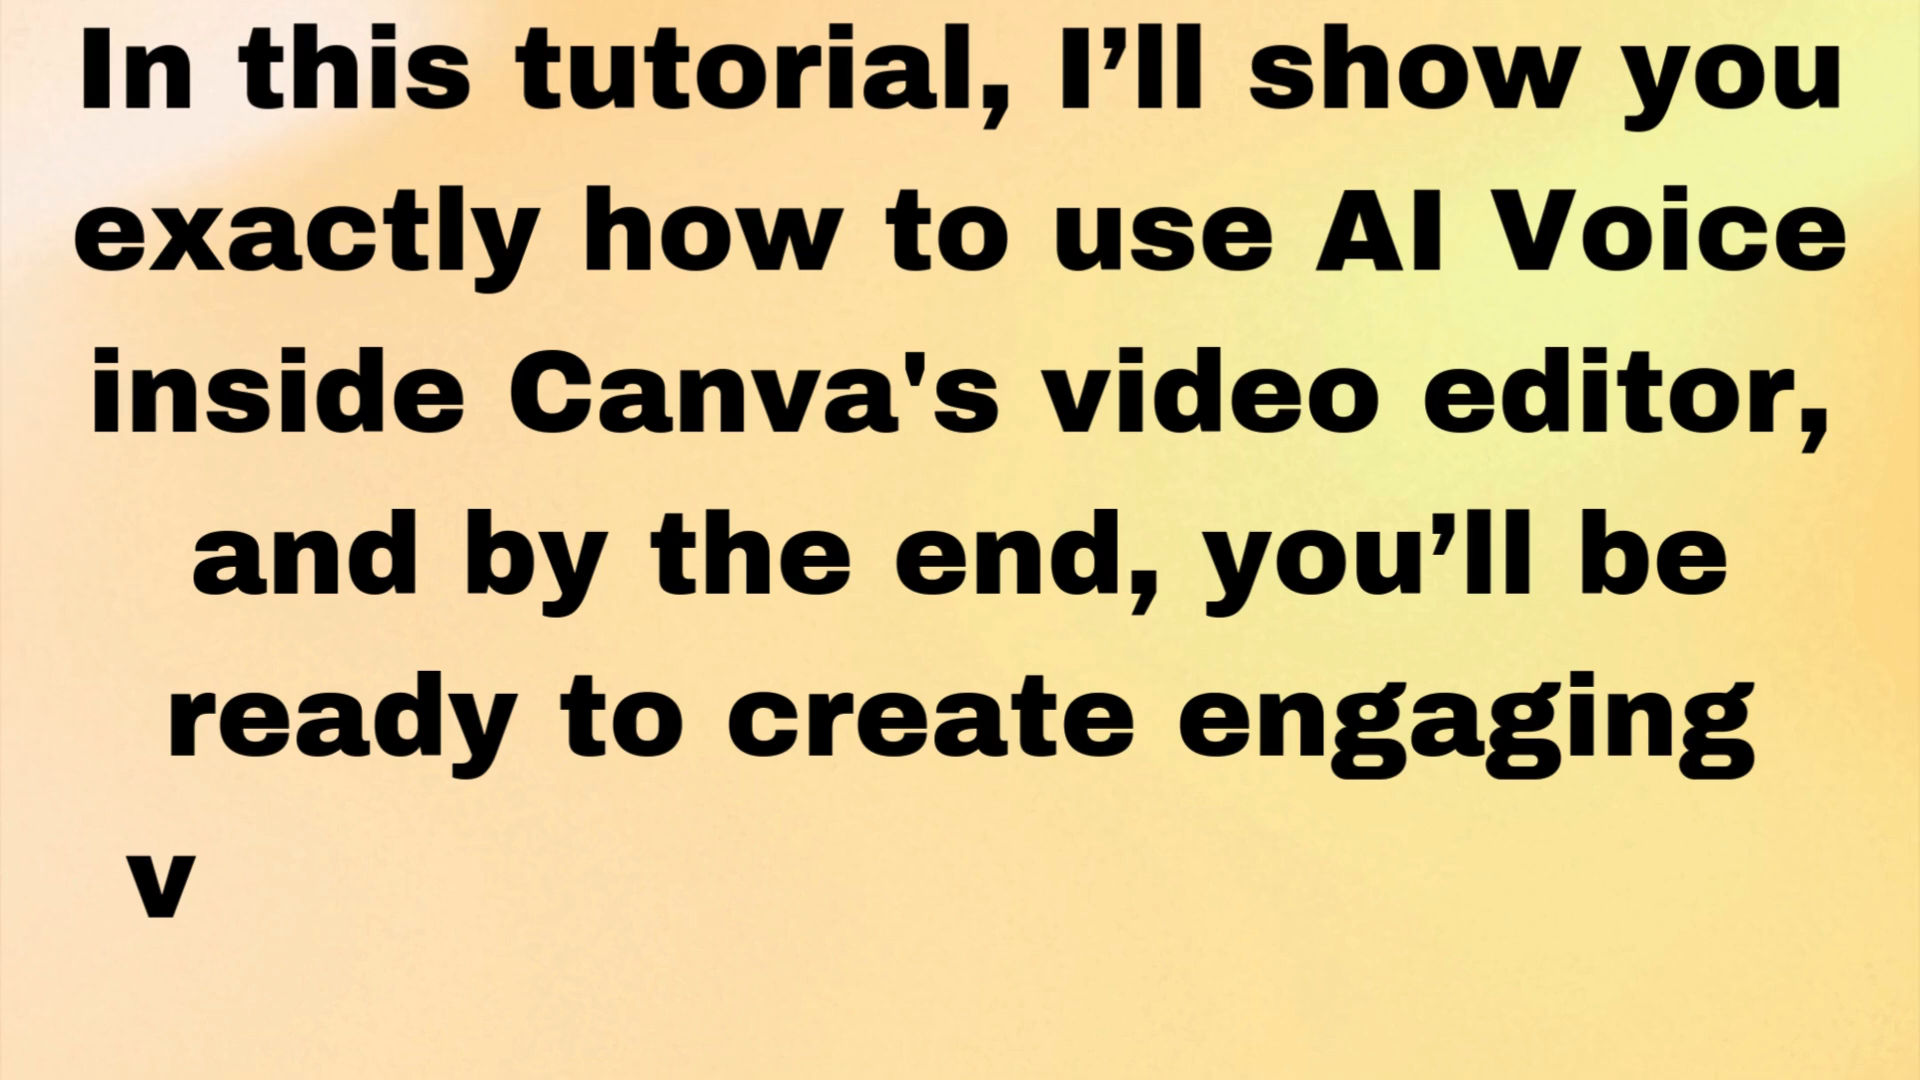 In this tutorial, I’ll show you
exactly how to use AI Voice
inside Canva's video editor,
and by the end, you’ll be
ready to create engaging
v